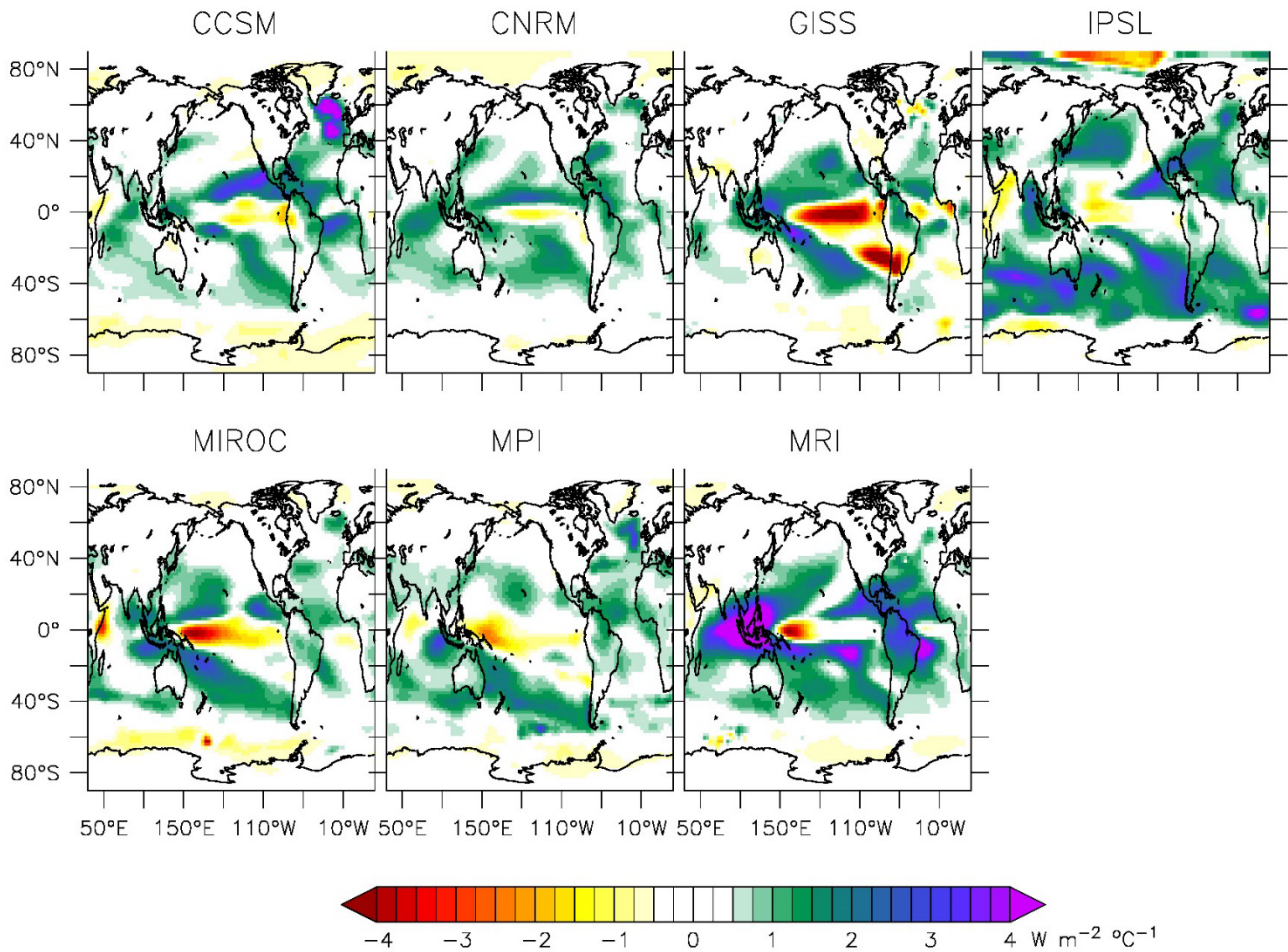 CCSM CNRM GISS IPSL
80°N
40°N
0°
40°S
80°S
MIROC MPI MRI
80°N
40°N
0°
40°S
80°S
50°E 150°E 110°W 10°W 50°E 150°E 110°W 10°W 50°E 150°E 110°W 10°W
−4 −3 −2 −1 0 1 2 3 4 W m⁻² °C⁻¹